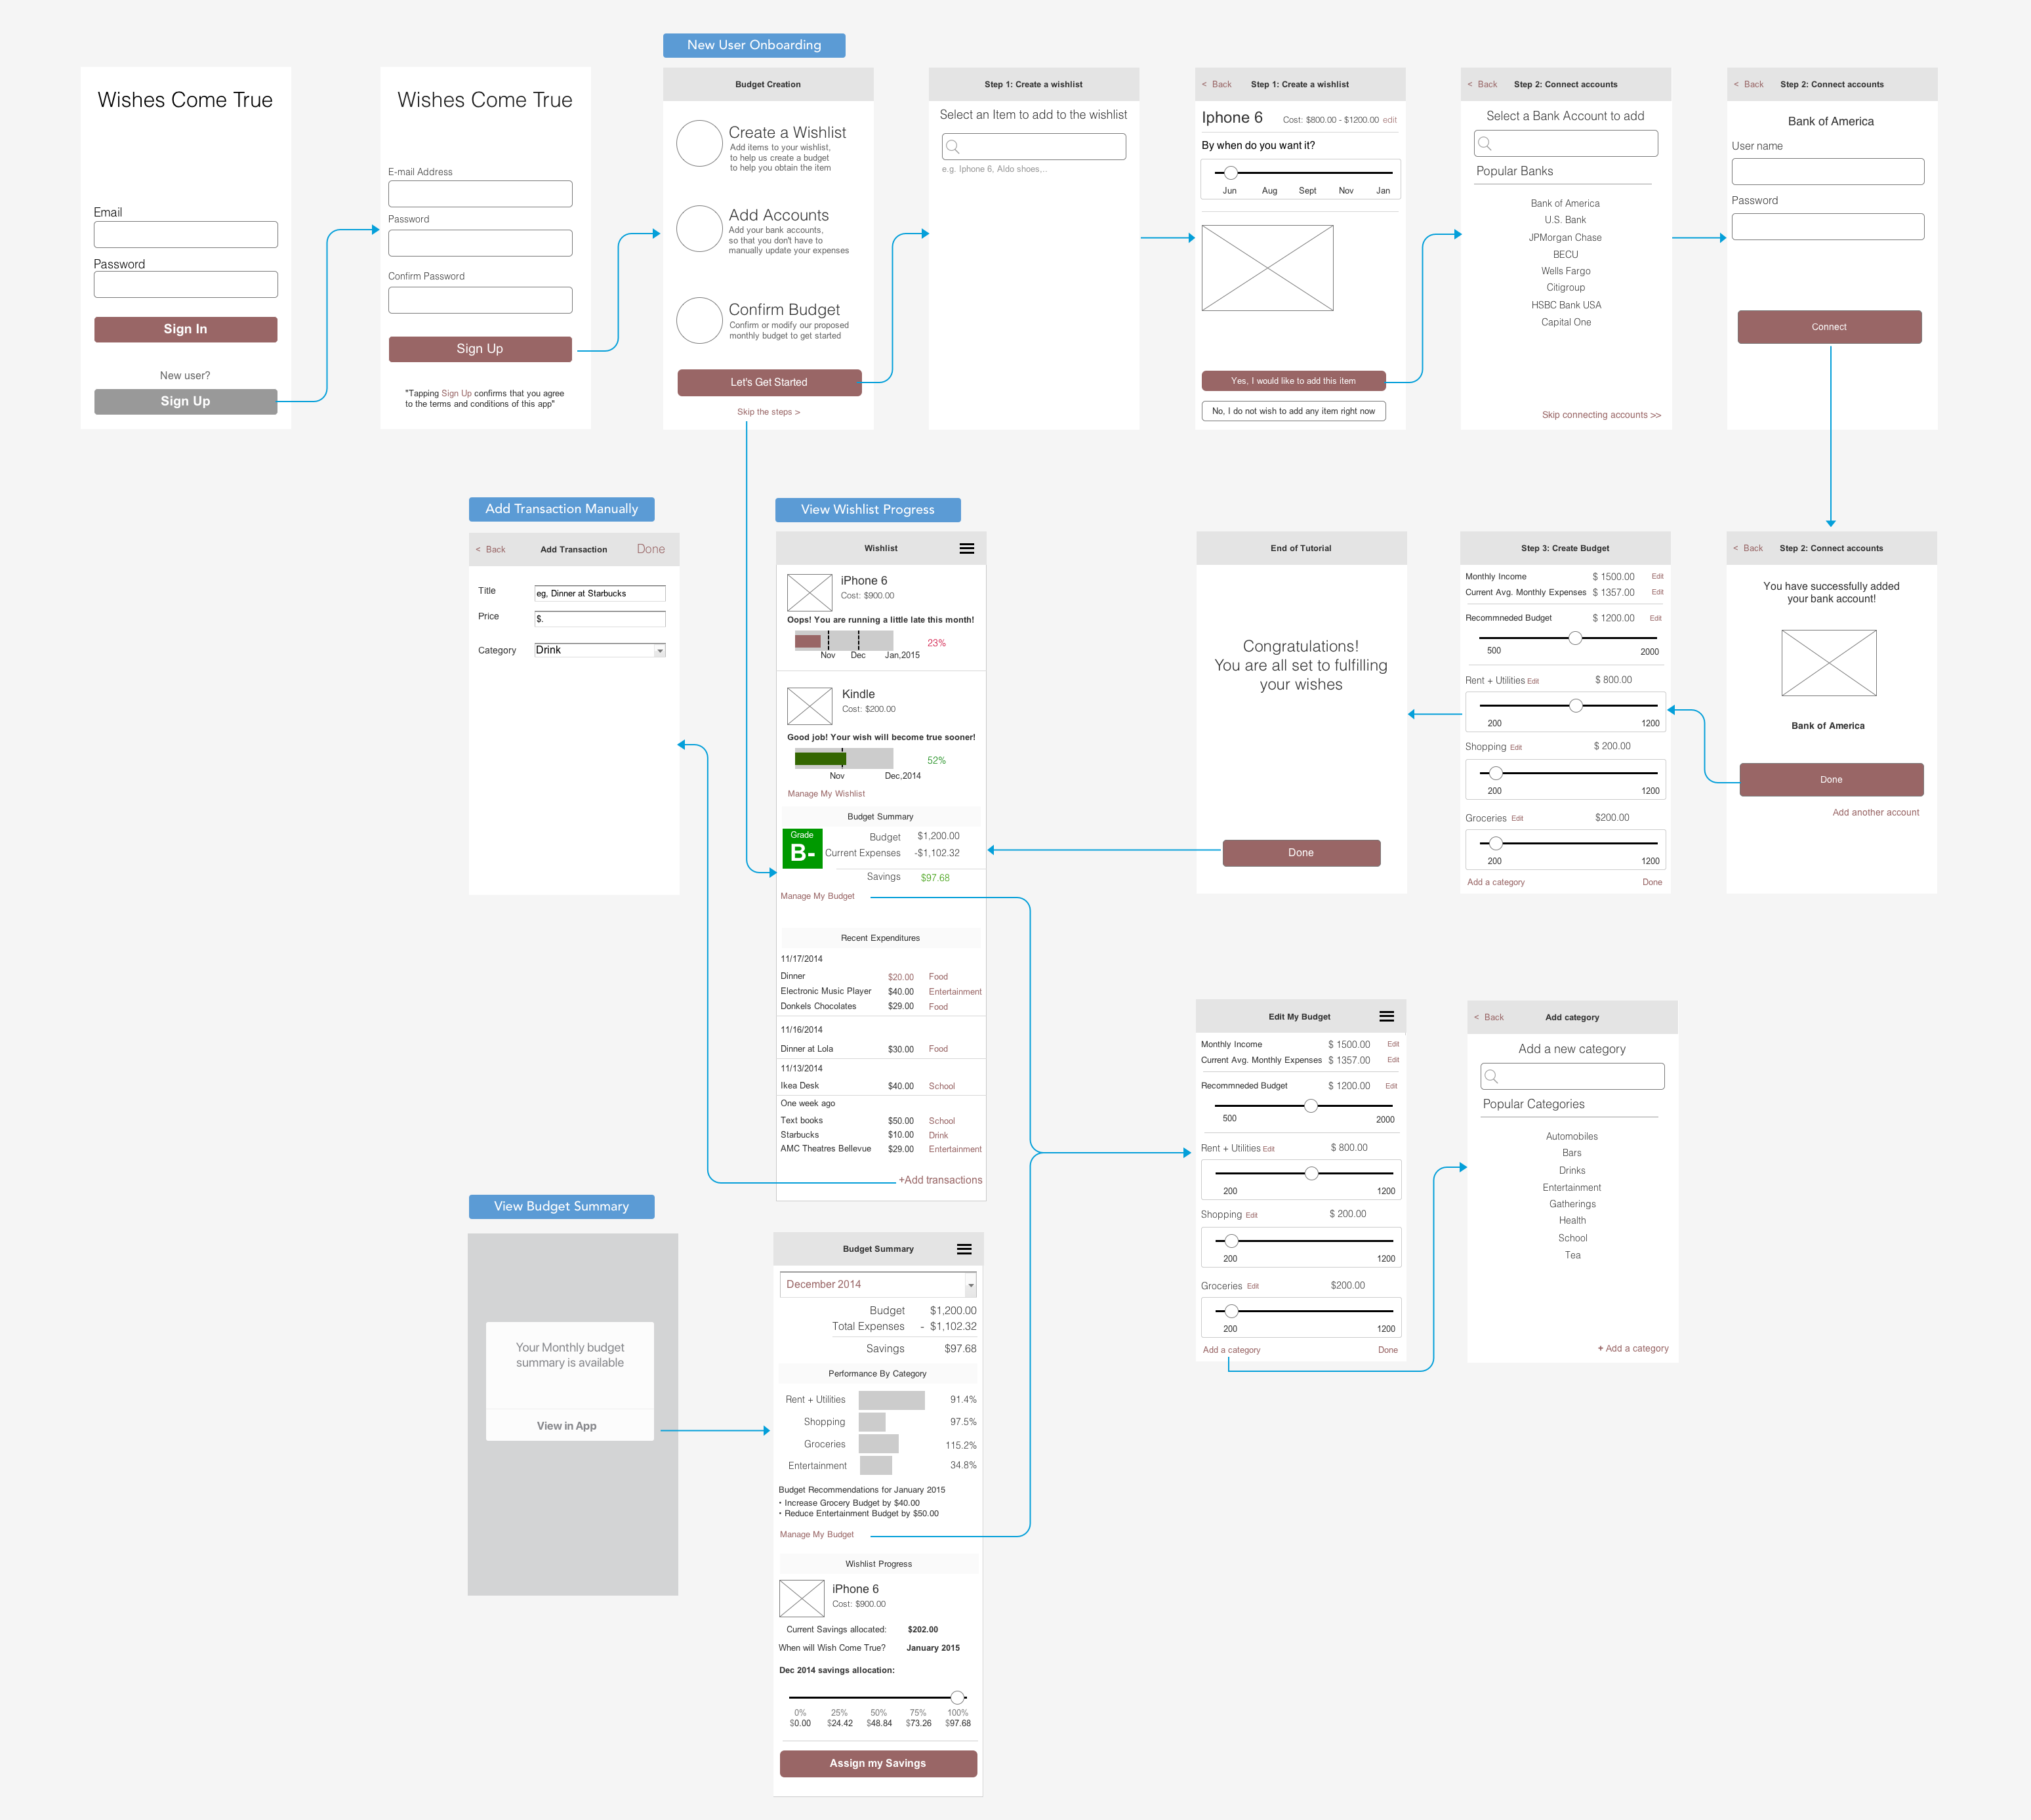 New User Onboarding
Wishes Come True
Email
Password
Sign In
New user?
Sign Up
Wishes Come True
E-mail Address
Password
Confirm Password
Sign Up
"Tapping Sign Up confirms that you agree
to the terms and conditions of this app"
Budget Creation
Create a Wishlist
Add items to your wishlist,
to help us create a budget
to help you obtain the item
Add Accounts
Add your bank accounts,
so that you don't have to
manually update your expenses
Confirm Budget
Confirm or modify our proposed
monthly budget to get started
Let's Get Started
Skip the steps >
Step 1: Create a wishlist
Select an Item to add to the wishlist
e.g. Iphone 6, Aldo shoes,..
< Back Step 1: Create a wishlist
Iphone 6 Cost: $800.00 - $1200.00 edit
By when do you want it?
Jun Aug Sept Nov Jan
Yes, I would like to add this item
No, I do not wish to add any item right now
< Back Step 2: Connect accounts
Select a Bank Account to add
Popular Banks
Bank of America
U.S. Bank
JPMorgan Chase
BECU
Wells Fargo
Citigroup
HSBC Bank USA
Capital One
Skip connecting accounts >>
< Back Step 2: Connect accounts
Bank of America
User name
Password
Connect
Add Transaction Manually
< Back Add Transaction Done
Title eg, Dinner at Starbucks
Price $.
Category Drink
View Wishlist Progress
Wishlist
iPhone 6
Cost: $900.00
Oops! You are running a little late this month!
23%
Nov Dec Jan,2015
Kindle
Cost: $200.00
Good job! Your wish will become true sooner!
52%
Nov Dec,2014
Manage My Wishlist
Budget Summary
Grade
B-
Budget $1,200.00
Current Expenses -$1,102.32
Savings $97.68
Manage My Budget
Recent Expenditures
11/17/2014
Dinner $20.00 Food
Electronic Music Player $40.00 Entertainment
Donkels Chocolates $29.00 Food
11/16/2014
Dinner at Lola $30.00 Food
11/13/2014
Ikea Desk $40.00 School
One week ago
Text books $50.00 School
Starbucks $10.00 Drink
AMC Theatres Bellevue $29.00 Entertainment
+Add transactions
End of Tutorial
Congratulations!
You are all set to fulfilling
your wishes
Done
Step 3: Create Budget
Monthly Income $ 1500.00 Edit
Current Avg. Monthly Expenses $ 1357.00 Edit
Recommneded Budget $ 1200.00 Edit
500 2000
Rent + Utilities Edit $ 800.00
200 1200
Shopping Edit $ 200.00
200 1200
Groceries Edit $200.00
200 1200
Add a category Done
< Back Step 2: Connect accounts
You have successfully added
your bank account!
Bank of America
Done
Add another account
Edit My Budget
Monthly Income $ 1500.00 Edit
Current Avg. Monthly Expenses $ 1357.00 Edit
Recommneded Budget $ 1200.00 Edit
500 2000
Rent + Utilities Edit $ 800.00
200 1200
Shopping Edit $ 200.00
200 1200
Groceries Edit $200.00
200 1200
Add a category Done
< Back Add category
Add a new category
Popular Categories
Automobiles
Bars
Drinks
Entertainment
Gatherings
Health
School
Tea
+ Add a category
View Budget Summary
Your Monthly budget
summary is available
View in App
Budget Summary
December 2014
Budget $1,200.00
Total Expenses - $1,102.32
Savings $97.68
Performance By Category
Rent + Utilities 91.4%
Shopping 97.5%
Groceries 115.2%
Entertainment 34.8%
Budget Recommendations for January 2015
• Increase Grocery Budget by $40.00
• Reduce Entertainment Budget by $50.00
Manage My Budget
Wishlist Progress
iPhone 6
Cost: $900.00
Current Savings allocated: $202.00
When will Wish Come True? January 2015
Dec 2014 savings allocation:
0% 25% 50% 75% 100%
$0.00 $24.42 $48.84 $73.26 $97.68
Assign my Savings